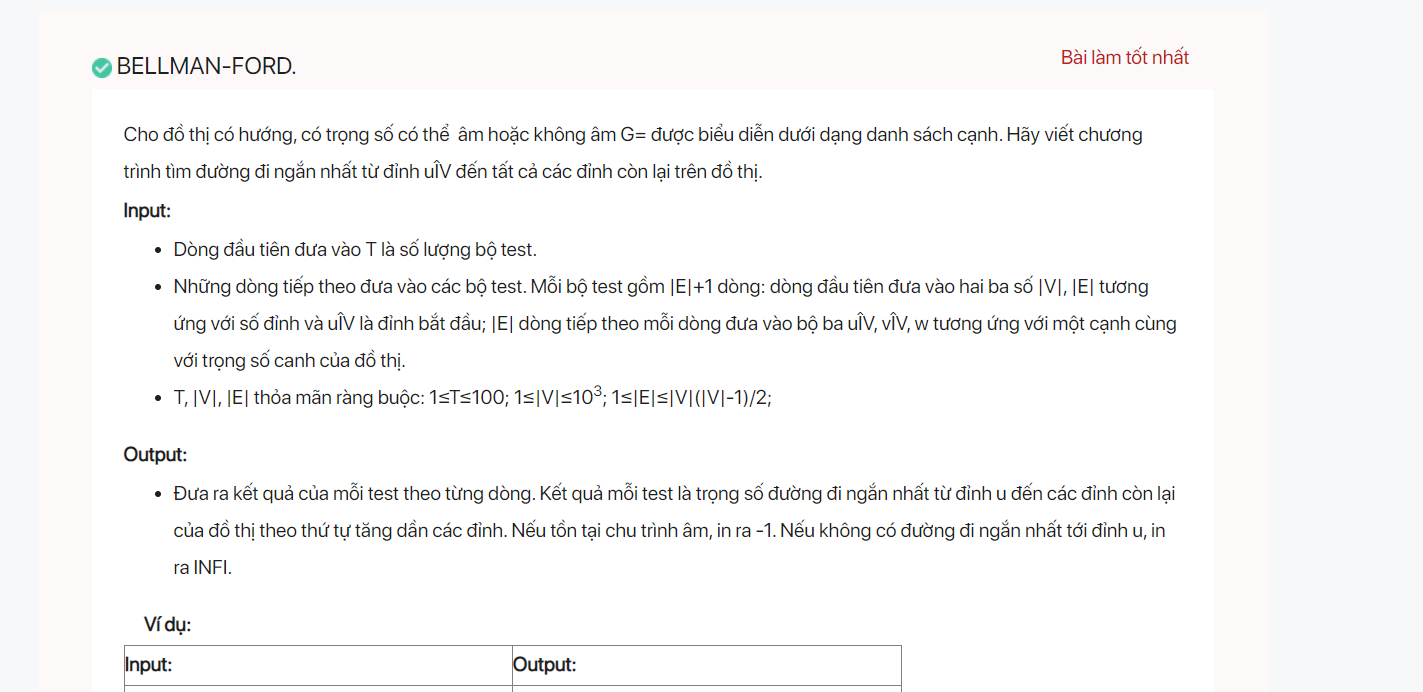 BELLMAN-FORD.
Bài làm tốt nhất
Cho đồ thị có hướng, có trọng số có thể âm hoặc không âm G= được biểu diễn dưới dạng danh sách cạnh. Hãy viết chương
trình tìm đường đi ngắn nhất từ đỉnh uÎV đến tất cả các đỉnh còn lại trên đồ thị.
Input:
• Dòng đầu tiên đưa vào T là số lượng bộ test.
• Những dòng tiếp theo đưa vào các bộ test. Mỗi bộ test gồm |E|+1 dòng: dòng đầu tiên đưa vào hai ba số |V|, |E| tương
ứng với số đỉnh và uÎV là đỉnh bắt đầu; |E| dòng tiếp theo mỗi dòng đưa vào bộ ba uÎV, vÎV, w tương ứng với một cạnh cùng
với trọng số canh của đồ thị.
• T, |V|, |E| thỏa mãn ràng buộc: 1≤T≤100; 1≤|V|≤10³; 1≤|E|≤|V|(|V|-1)/2;
Output:
• Đưa ra kết quả của mỗi test theo từng dòng. Kết quả mỗi test là trọng số đường đi ngắn nhất từ đỉnh u đến các đỉnh còn lại
của đồ thị theo thứ tự tăng dần các đỉnh. Nếu tồn tại chu trình âm, in ra -1. Nếu không có đường đi ngắn nhất tới đỉnh u, in
ra INFI.
Ví dụ:
Input:
Output: